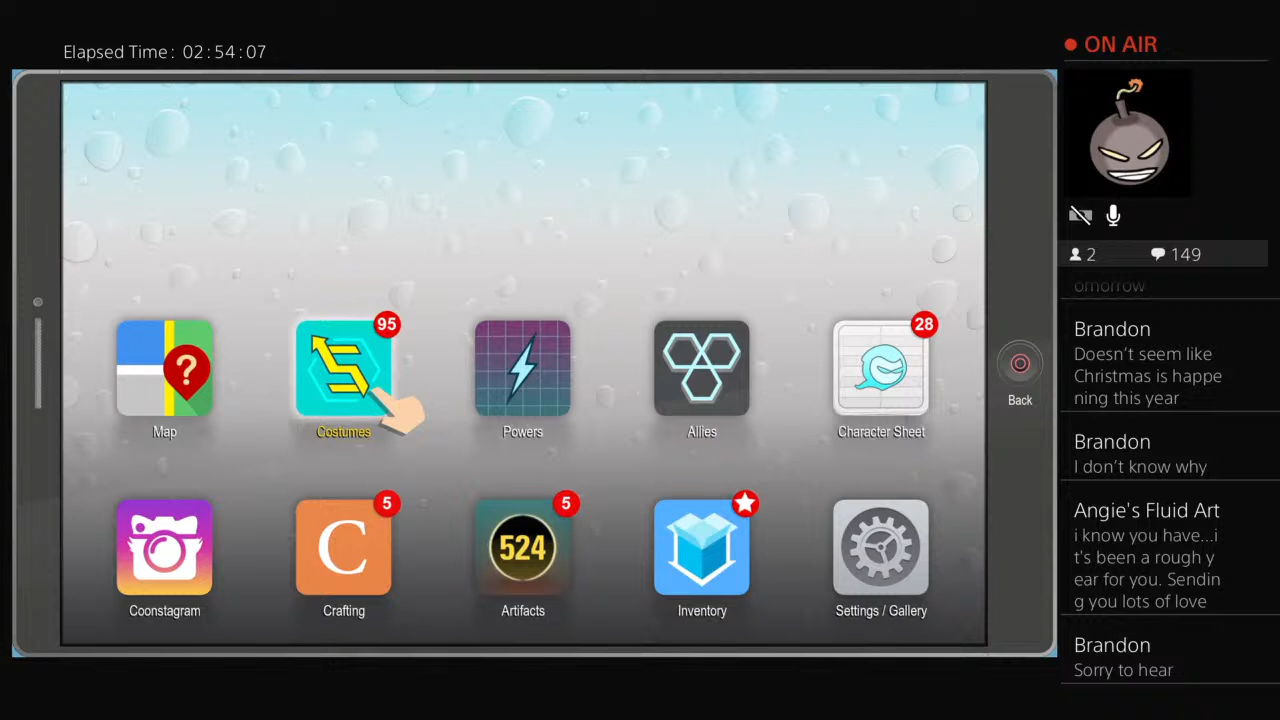 Elapsed Time: 02:54:07
ON AIR
2 149
omorrow
Brandon
Doesn't seem like
Christmas is happe
ning this year
Brandon
I don't know why
Angie's Fluid Art
i know you have...i
t's been a rough y
ear for you. Sendin
g you lots of love
Brandon
Sorry to hear
?
95
28
Map
Costumes
Powers
Allies
Character Sheet
Back
C
5
524
5
Coonstagram
Crafting
Artifacts
Inventory
Settings / Gallery